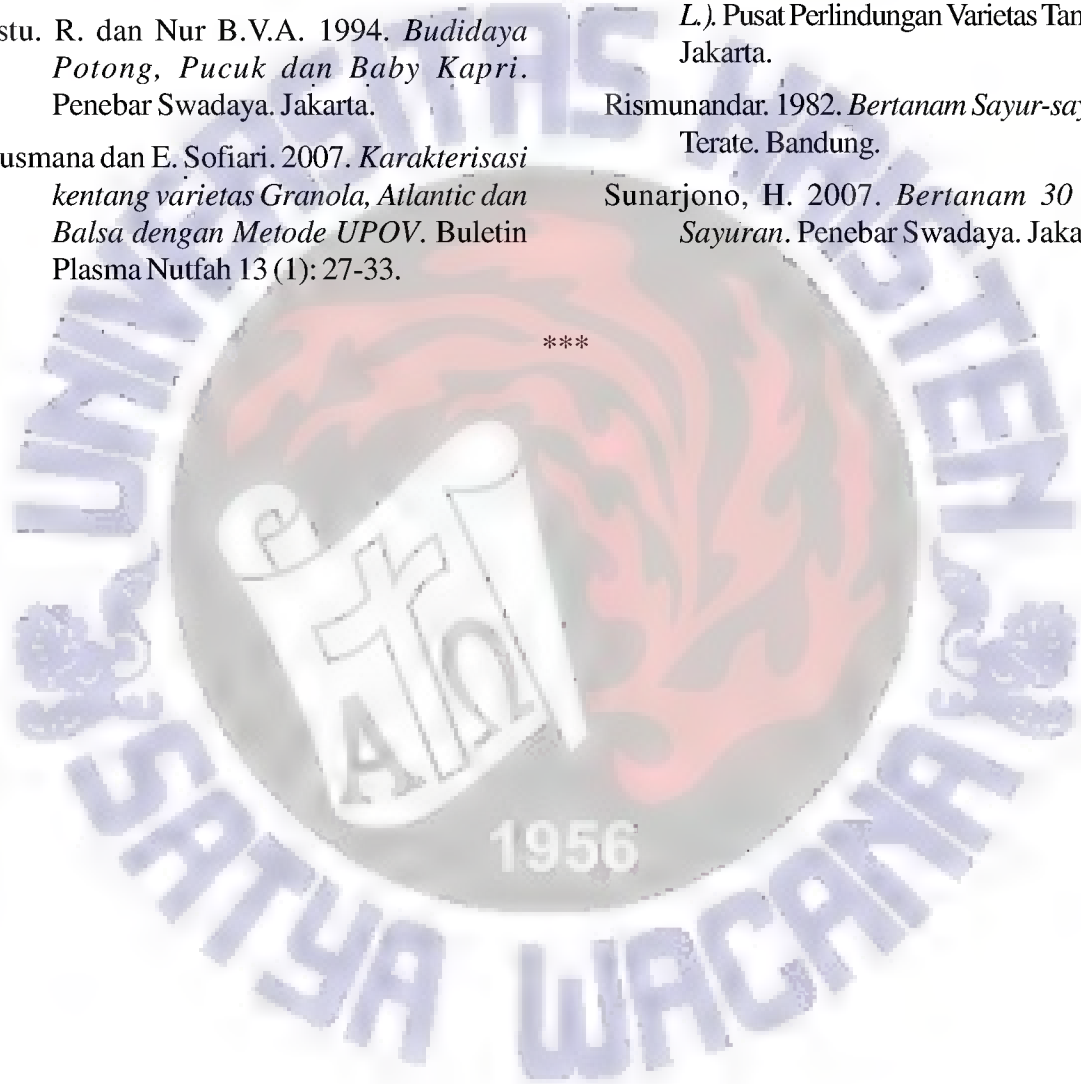 stu. R. dan Nur B.V.A. 1994. Budidaya
Potong, Pucuk dan Baby Kapri.
Penebar Swadaya. Jakarta.
usmana dan E. Sofiari. 2007. Karakterisasi
kentang varietas Granola, Atlantic dan
Balsa dengan Metode UPOV. Buletin
Plasma Nutfah 13 (1): 27-33.
L.). Pusat Perlindungan Varietas Tan
Jakarta.
Rismunandar. 1982. Bertanam Sayur-say
Terate. Bandung.
Sunarjono, H. 2007. Bertanam 30
Sayuran. Penebar Swadaya. Jaka
***
UNIVERSITAS KRISTEN
SATYA WACANA
A Ω
1956